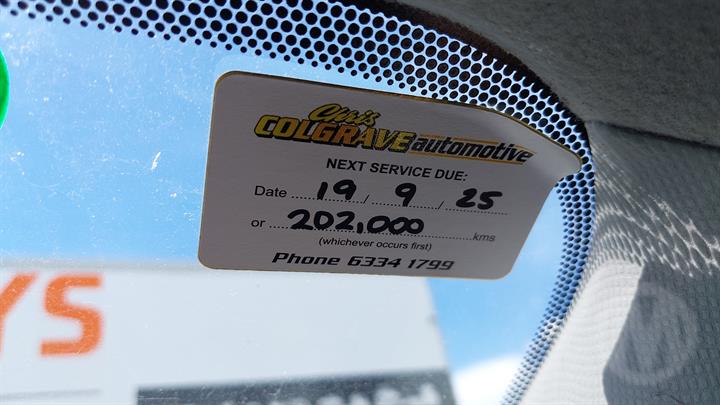 Chris
COLGRAVE automotive
NEXT SERVICE DUE:
Date 19 / 9 / 25
or 202,000 kms
(whichever occurs first)
Phone 6334 1799
YS